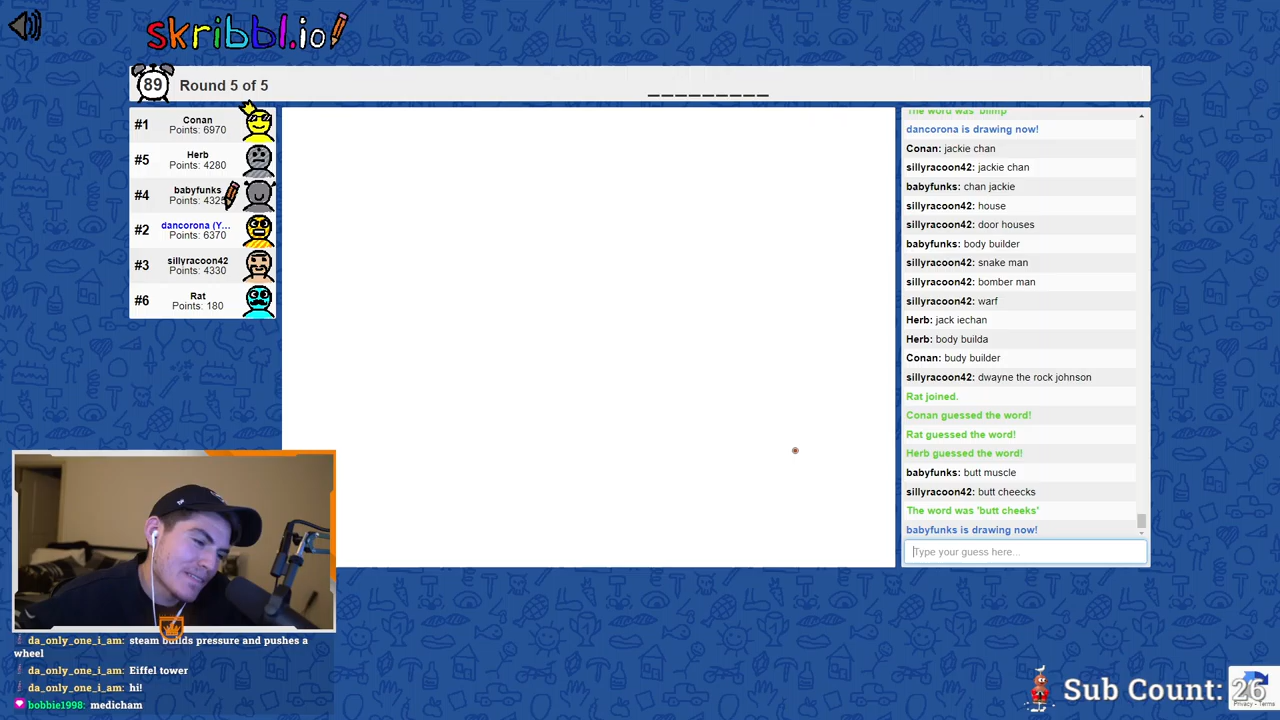 skribbl.io
89
Round 5 of 5
_ _ _ _ _ _ _ _ _
#1
Conan
Points: 6970
#5
Herb
Points: 4280
#4
babyfunks
Points: 4325
#2
dancorona (Y...
Points: 6370
#3
sillyracoon42
Points: 4330
#6
Rat
Points: 180
The word was 'blimp'
dancorona is drawing now!
Conan: jackie chan
sillyracoon42: jackie chan
babyfunks: chan jackie
sillyracoon42: house
sillyracoon42: door houses
babyfunks: body builder
sillyracoon42: snake man
sillyracoon42: bomber man
sillyracoon42: warf
Herb: jack iechan
Herb: body builda
Conan: budy builder
sillyracoon42: dwayne the rock johnson
Rat joined.
Conan guessed the word!
Rat guessed the word!
Herb guessed the word!
babyfunks: butt muscle
sillyracoon42: butt cheecks
The word was 'butt cheeks'
babyfunks is drawing now!
Type your guess here...
da_only_one_i_am: steam builds pressure and pushes a
wheel
da_only_one_i_am: Eiffel tower
da_only_one_i_am: hi!
bobbie1998: medicham
Sub Count: 26
Privacy - Terms